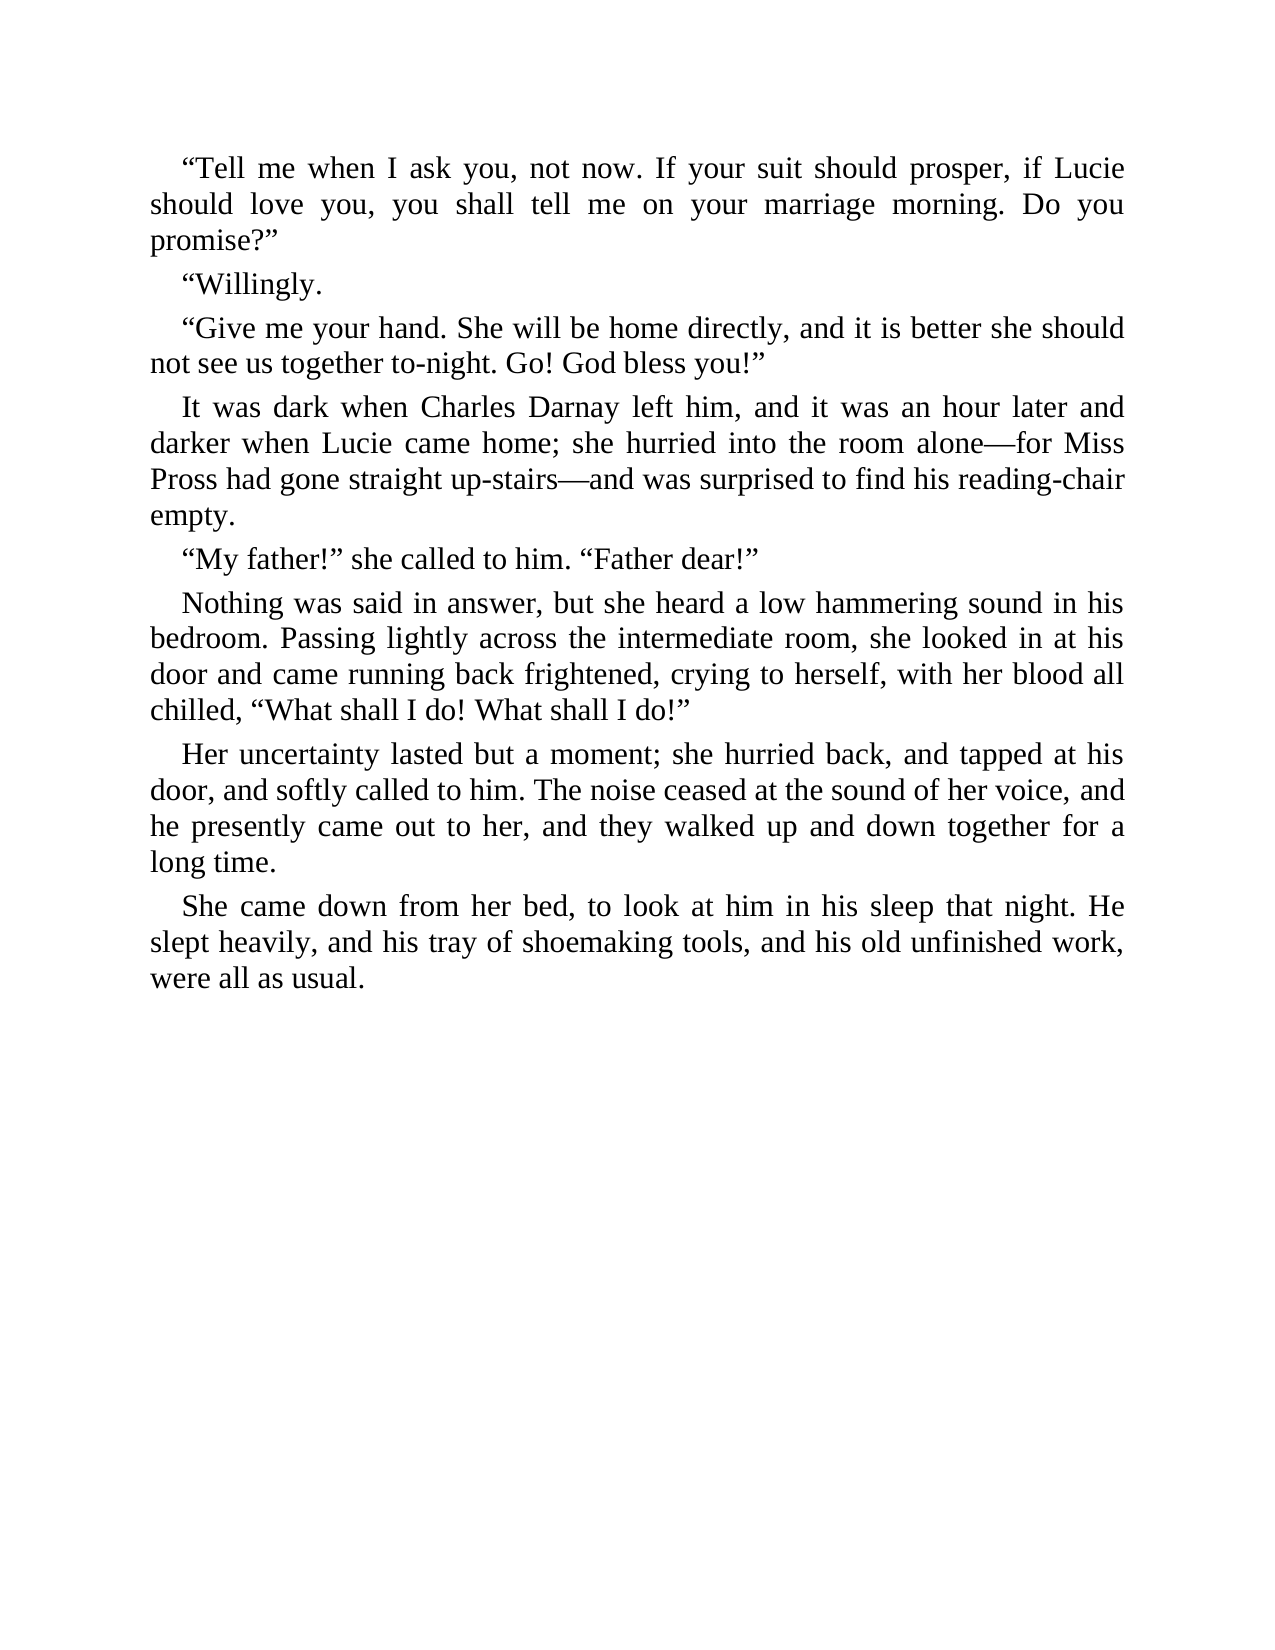 “Tell me when I ask you, not now. If your suit should prosper, if Lucie
should love you, you shall tell me on your marriage morning. Do you
promise?”
“Willingly.
“Give me your hand. She will be home directly, and it is better she should
not see us together to-night. Go! God bless you!”
It was dark when Charles Darnay left him, and it was an hour later and
darker when Lucie came home; she hurried into the room alone—for Miss
Pross had gone straight up-stairs—and was surprised to find his reading-chair
empty.
“My father!” she called to him. “Father dear!”
Nothing was said in answer, but she heard a low hammering sound in his
bedroom. Passing lightly across the intermediate room, she looked in at his
door and came running back frightened, crying to herself, with her blood all
chilled, “What shall I do! What shall I do!”
Her uncertainty lasted but a moment; she hurried back, and tapped at his
door, and softly called to him. The noise ceased at the sound of her voice, and
he presently came out to her, and they walked up and down together for a
long time.
She came down from her bed, to look at him in his sleep that night. He
slept heavily, and his tray of shoemaking tools, and his old unfinished work,
were all as usual.